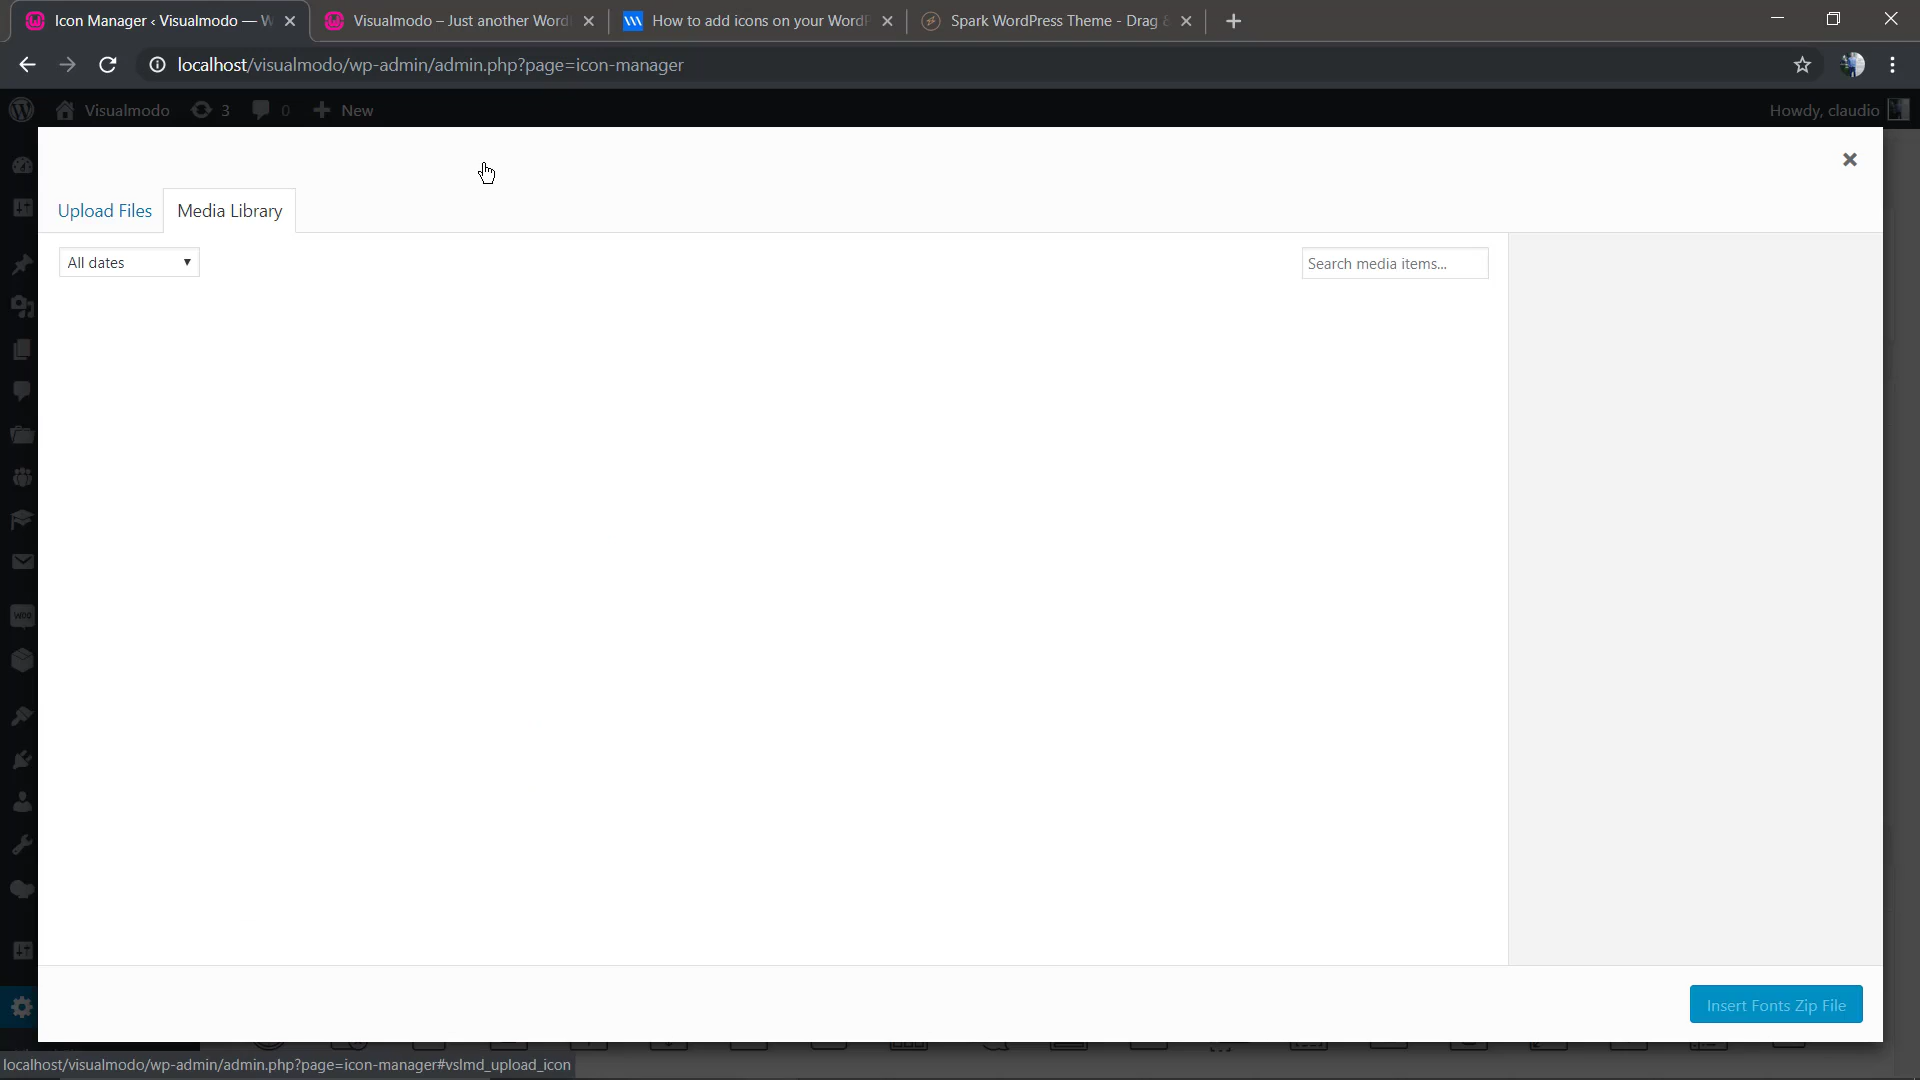 Icon Manager ‹ Visualmodo — W
Visualmodo – Just another Word
How to add icons on your WordP
Spark WordPress Theme - Drag &
localhost/visualmodo/wp-admin/admin.php?page=icon-manager
Visualmodo
3
0
New
Howdy, claudio
Upload Files
Media Library
All dates
Search media items...
WOO
Insert Fonts Zip File
localhost/visualmodo/wp-admin/admin.php?page=icon-manager#vslmd_upload_icon